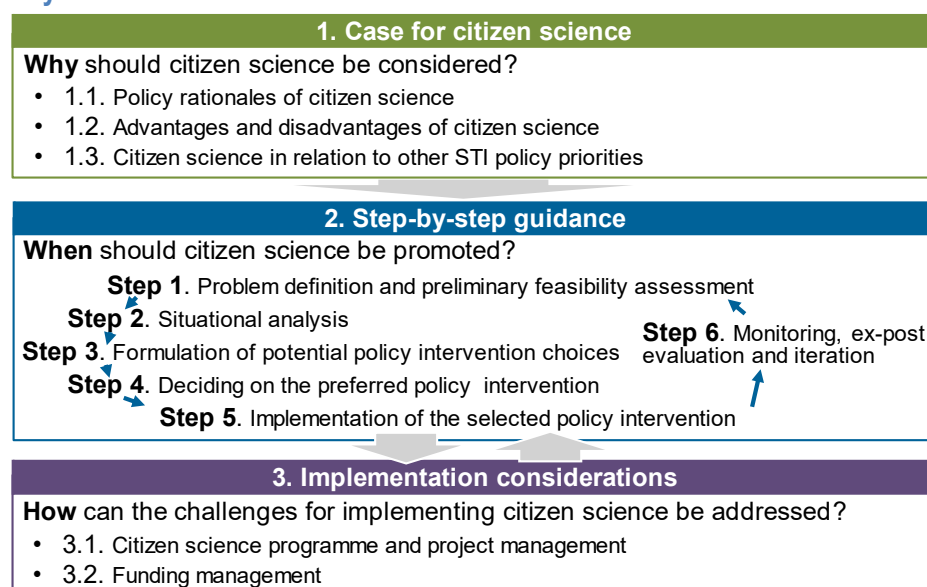 1. Case for citizen science
Why should citizen science be considered?
• 1.1. Policy rationales of citizen science
• 1.2. Advantages and disadvantages of citizen science
• 1.3. Citizen science in relation to other STI policy priorities
2. Step-by-step guidance
When should citizen science be promoted?
Step 1. Problem definition and preliminary feasibility assessment
Step 2. Situational analysis
Step 3. Formulation of potential policy intervention choices
Step 4. Deciding on the preferred policy intervention
Step 5. Implementation of the selected policy intervention
Step 6. Monitoring, ex-post
evaluation and iteration
3. Implementation considerations
How can the challenges for implementing citizen science be addressed?
• 3.1. Citizen science programme and project management
• 3.2. Funding management